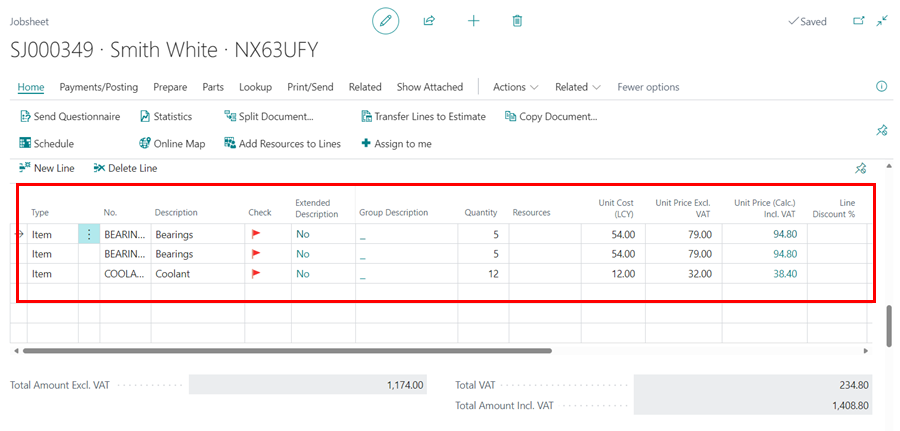 Jobsheet
Saved
SJ000349 · Smith White · NX63UFY
Home Payments/Posting Prepare Parts Lookup Print/Send Related Show Attached Actions Related Fewer options
Send Questionnaire Statistics Split Document... Transfer Lines to Estimate Copy Document...
Schedule Online Map Add Resources to Lines Assign to me
New Line Delete Line
Type No. Description Check Extended Description Group Description Quantity Resources Unit Cost (LCY) Unit Price Excl. VAT Unit Price (Calc.) Incl. VAT Line Discount %
Item BEARIN... Bearings No _ 5 54.00 79.00 94.80
Item BEARIN... Bearings No _ 5 54.00 79.00 94.80
Item COOLA... Coolant No _ 12 12.00 32.00 38.40
Total Amount Excl. VAT 1,174.00 Total VAT 234.80
Total Amount Incl. VAT 1,408.80